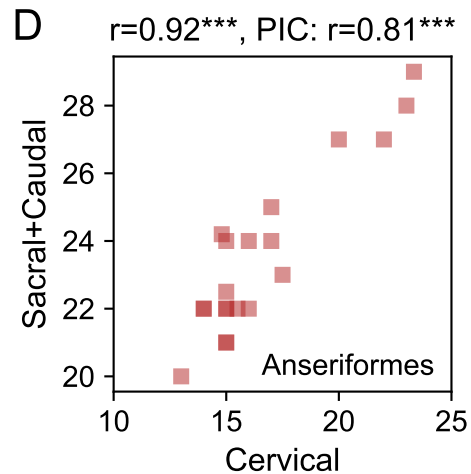 D
r=0.92***, PIC: r=0.81***
Sacral+Caudal
28
26
24
22
20
Anseriformes
10 15 20 25
Cervical